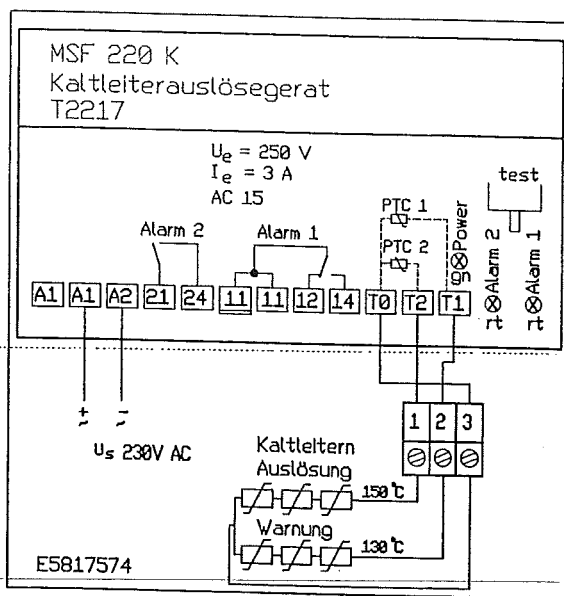 MSF 220 K
Kaltleiterauslösegerat
T2217
Ue = 250 V
Ie = 3 A
AC 15
test
PTC 1
PTC 2
gn Power
rt Alarm 2
rt Alarm 1
Alarm 2
Alarm 1
A1 A1 A2 21 24 11 11 12 14 T0 T2 T1
+ -
~ ~
Us 230V AC
1 2 3
Kaltleitern
Auslösung
150°C
Warnung
130°C
E5817574